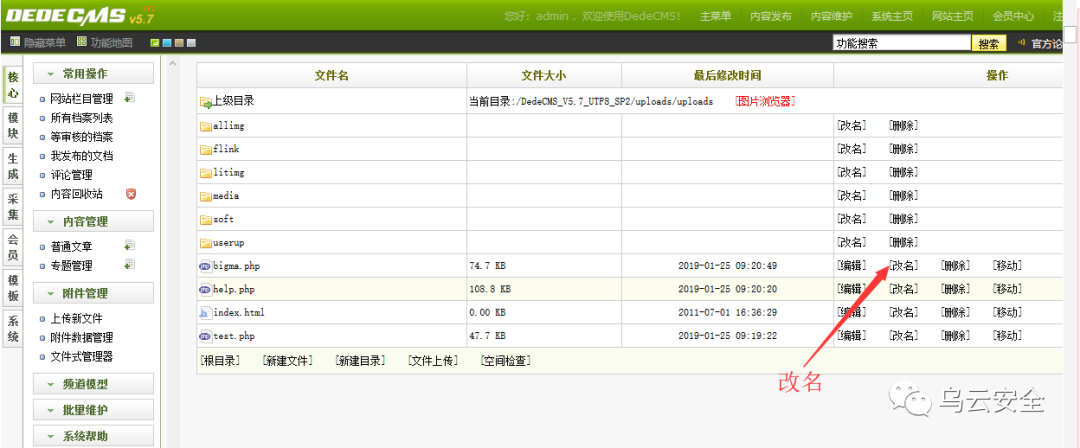 DEDECMS v5.7 SP2
您好：admin ，欢迎使用DedeCMS！ 主菜单 内容发布 内容维护 系统主页 网站主页 会员中心 注
隐藏菜单 功能地图 功能搜索 搜索 官方论
核心
模块
生成
采集
会员
模板
系统
常用操作
网站栏目管理
所有档案列表
等审核的档案
我发布的文档
评论管理
内容回收站
内容管理
普通文章
专题管理
附件管理
上传新文件
附件数据管理
文件式管理器
频道模型
批量维护
系统帮助
文件名 文件大小 最后修改时间 操作
上级目录 当前目录:/DedeCMS_V5.7_UTF8_SP2/uploads/uploads [图片浏览器]
allimg [改名] [删除]
flink [改名] [删除]
litimg [改名] [删除]
media [改名] [删除]
soft [改名] [删除]
userup [改名] [删除]
bigma.php 74.7 KB 2019-01-25 09:20:49 [编辑] [改名] [删除] [移动]
help.php 108.8 KB 2019-01-25 09:20:20 [编辑] [改名] [删除] [移动]
index.html 0.00 KB 2011-07-01 16:36:29 [编辑] [改名] [删除] [移动]
test.php 47.7 KB 2019-01-25 09:19:22 [编辑] [改名] [删除] [移动]
[根目录] [新建文件] [新建目录] [文件上传] [空间检查]
改名
乌云安全